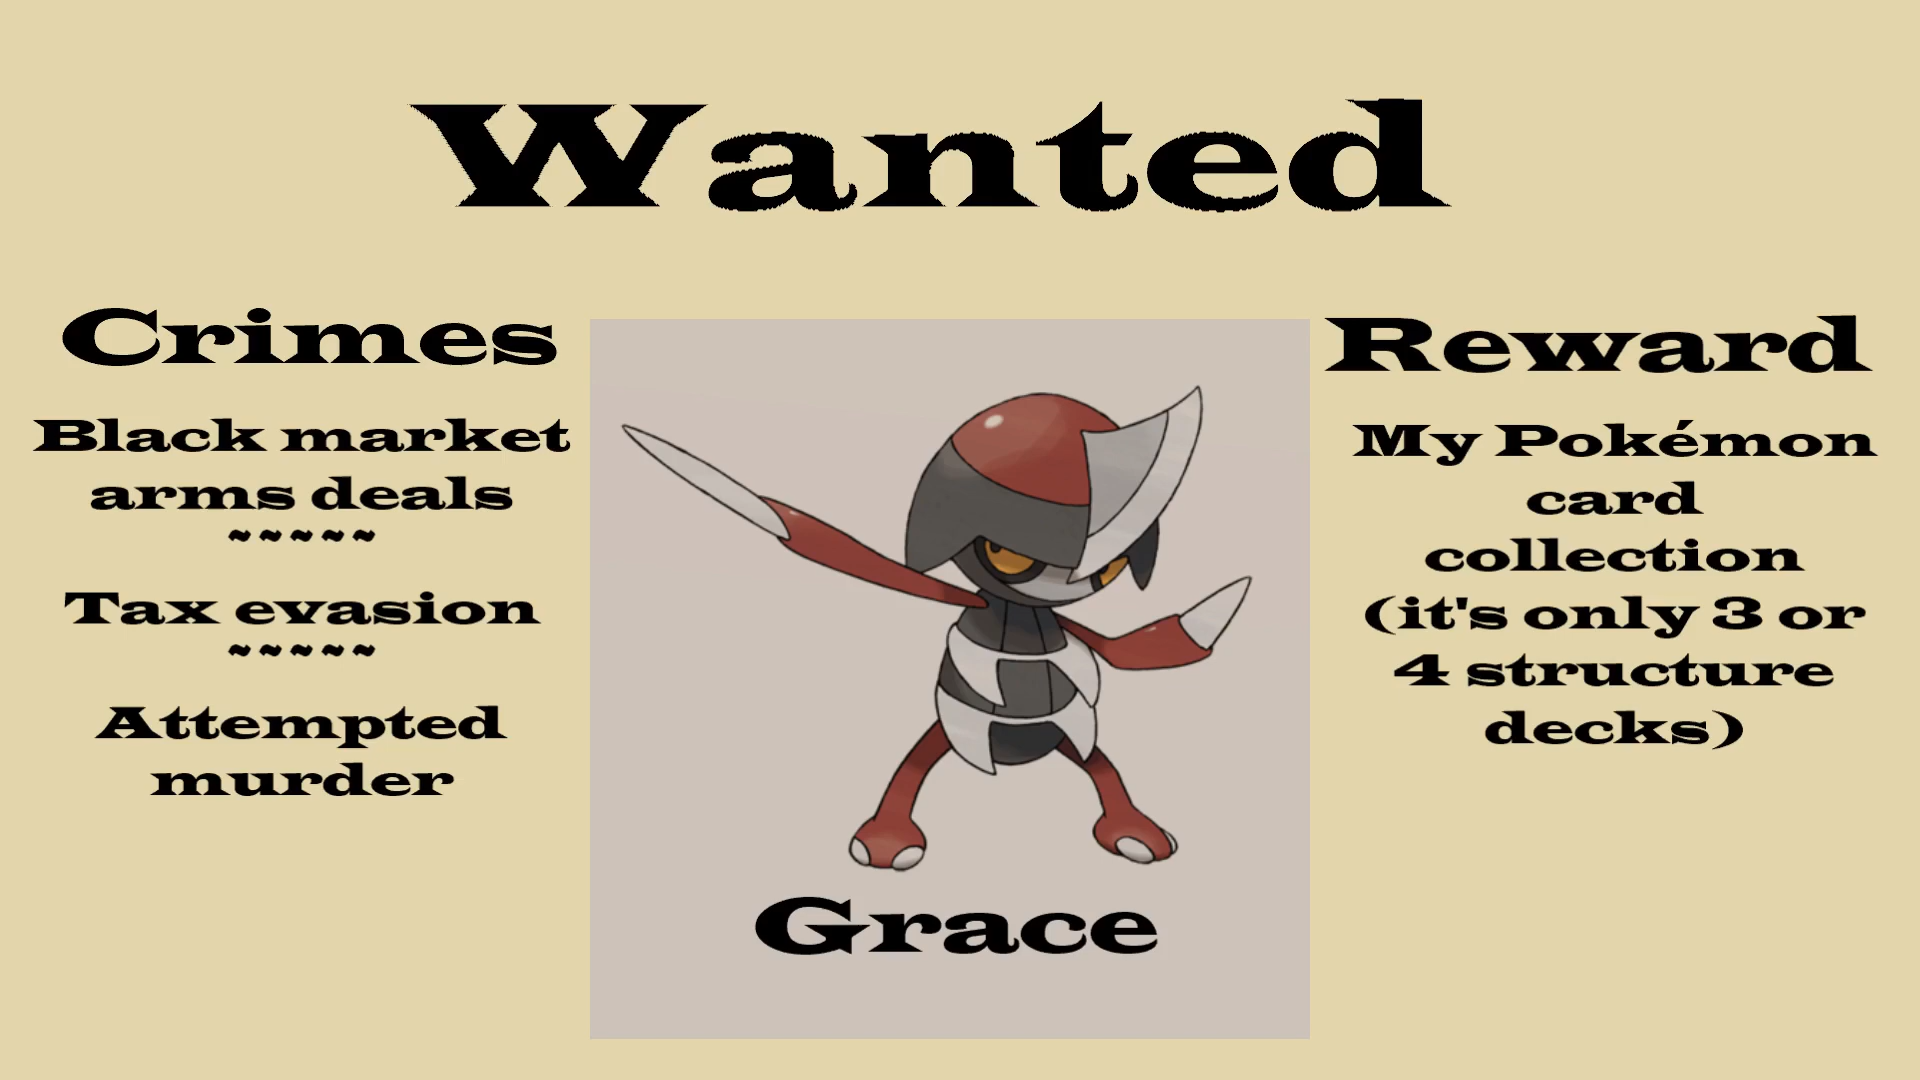 Wanted
Crimes
Black market
arms deals
~~~~~
Tax evasion
~~~~~
Attempted
murder
Grace
Reward
My Pokémon
card
collection
(it's only 3 or
4 structure
decks)